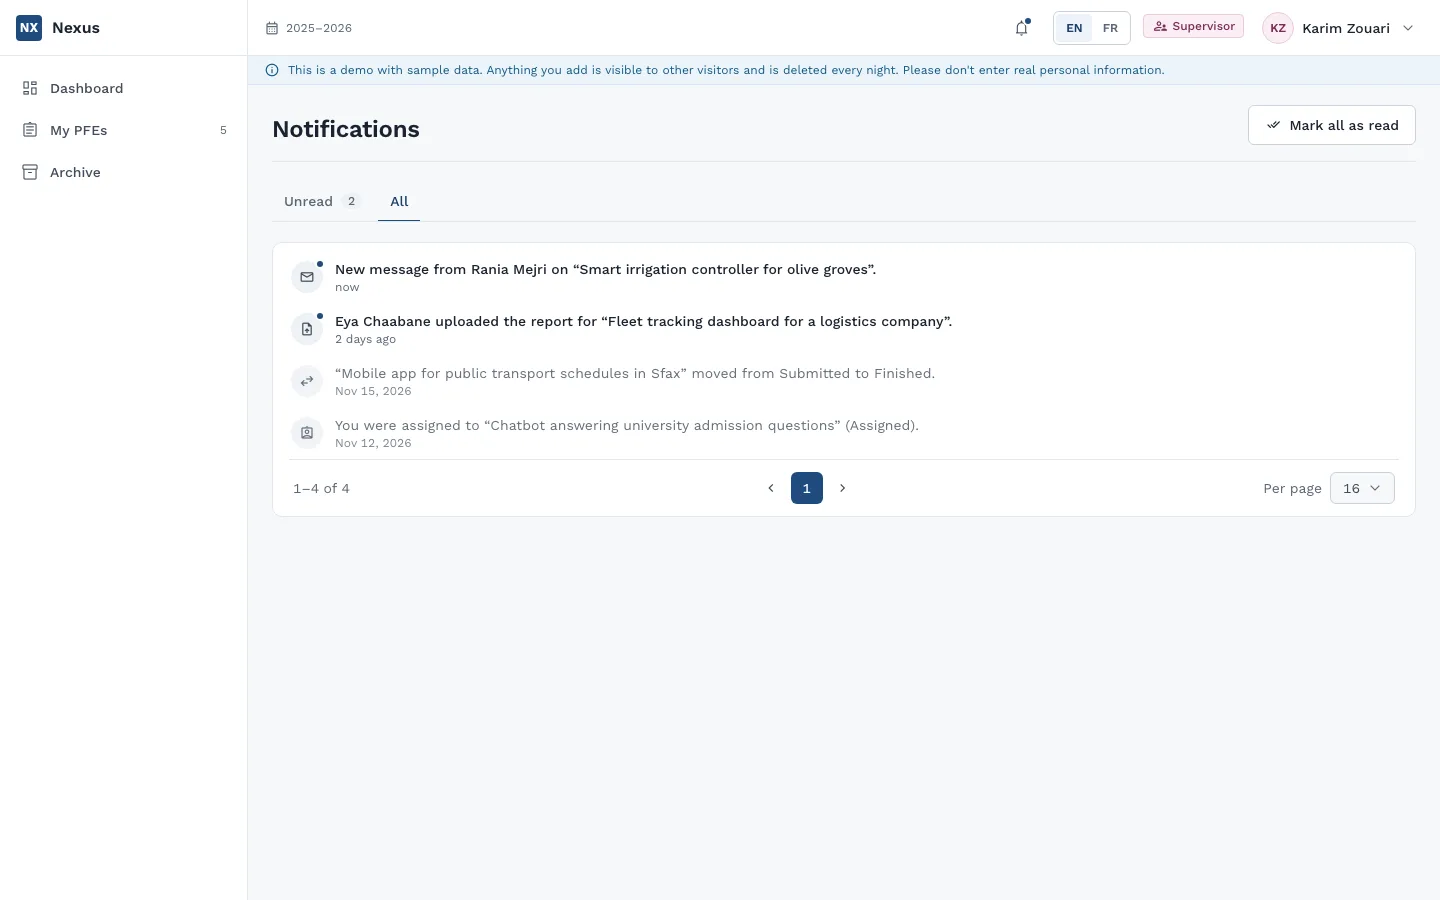 NX Nexus
2025–2026
EN FR
Supervisor
KZ Karim Zouari
Dashboard
My PFEs 5
Archive
This is a demo with sample data. Anything you add is visible to other visitors and is deleted every night. Please don't enter real personal information.
Notifications
Mark all as read
Unread 2 All
New message from Rania Mejri on “Smart irrigation controller for olive groves”.
now
Eya Chaabane uploaded the report for “Fleet tracking dashboard for a logistics company”.
2 days ago
“Mobile app for public transport schedules in Sfax” moved from Submitted to Finished.
Nov 15, 2026
You were assigned to “Chatbot answering university admission questions” (Assigned).
Nov 12, 2026
1–4 of 4
1
Per page 16